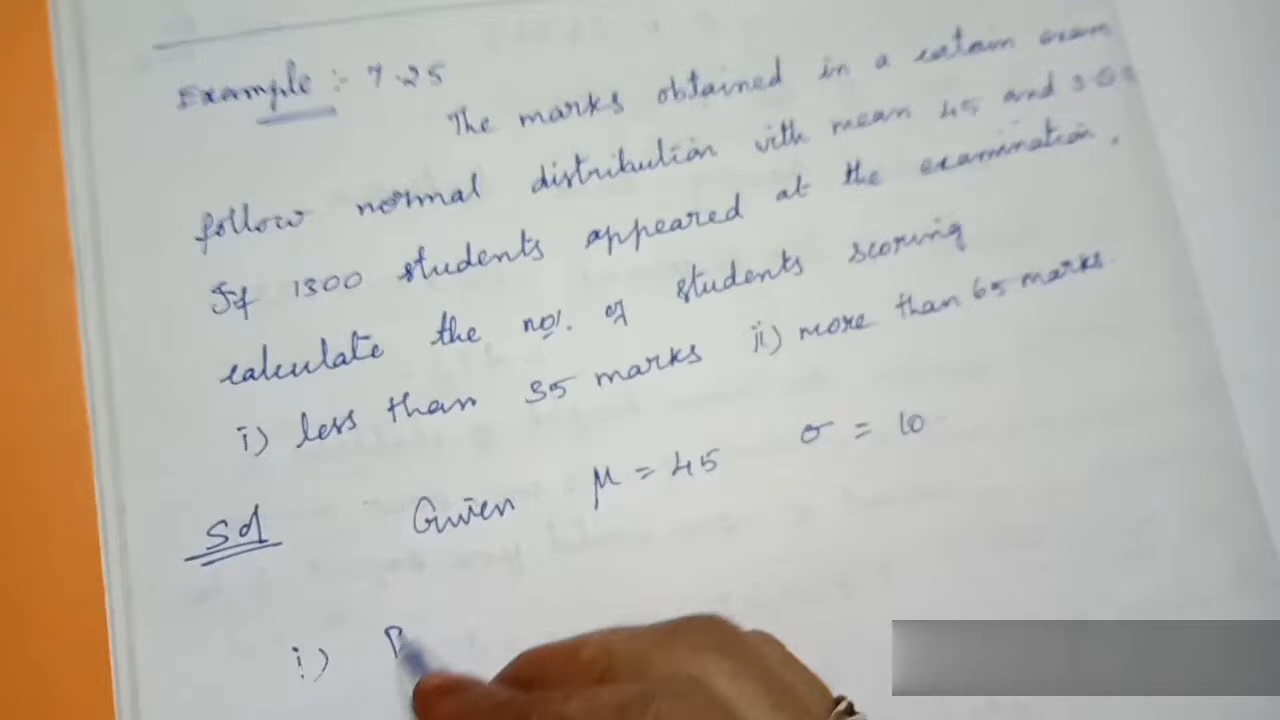 Example :- 7.25
The marks obtained in a certain exam
follow normal distribution with mean 45 and S.D
If 1300 students appeared at the examination,
calculate the no. of students scoring
i) less than 35 marks ii) more than 65 marks
Sol Given μ = 45 σ = 10
i) P